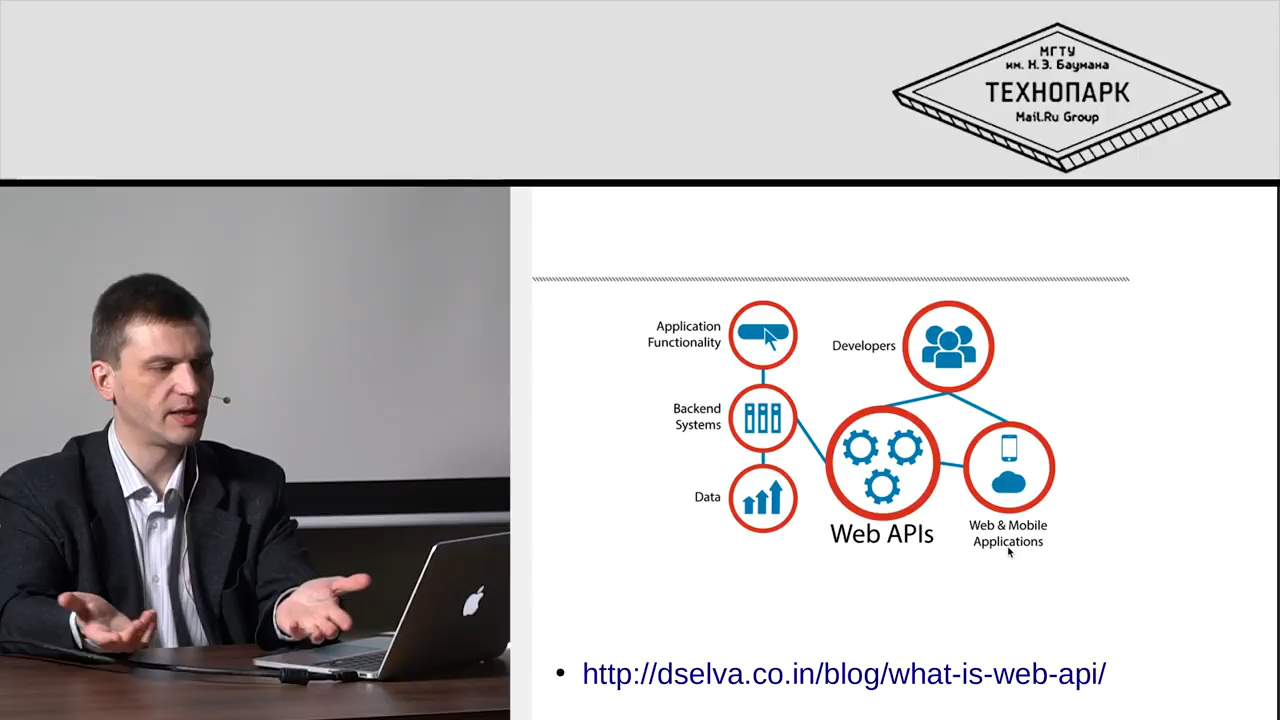 МГТУ
им. Н.Э. Баумана
ТЕХНОПАРК
Mail.Ru Group
Application
Functionality
Developers
Backend
Systems
Data
Web APIs
Web & Mobile
Applications
• http://dselva.co.in/blog/what-is-web-api/